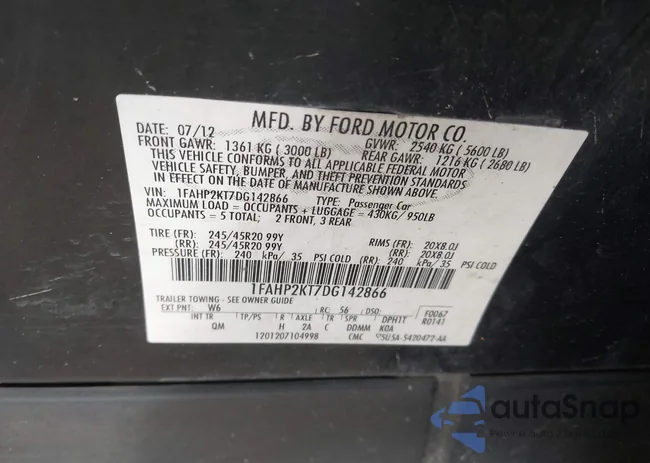 MFD. BY FORD MOTOR CO.
DATE: 07/12 GVWR: 2540 KG ( 5600 LB)
FRONT GAWR: 1361 KG ( 3000 LB) REAR GAWR: 1216 KG ( 2680 LB)
THIS VEHICLE CONFORMS TO ALL APPLICABLE FEDERAL MOTOR
VEHICLE SAFETY, BUMPER, AND THEFT PREVENTION STANDARDS
IN EFFECT ON THE DATE OF MANUFACTURE SHOWN ABOVE.
VIN: 1FAHP2KT7DG142866 TYPE: Passenger Car
MAXIMUM LOAD = OCCUPANTS + LUGGAGE = 430KG/ 950LB
OCCUPANTS = 5 TOTAL; 2 FRONT, 3 REAR
TIRE (FR): 245/45R20 99Y RIMS (FR): 20X8.0J
(RR): 245/45R20 99Y (RR): 20X8.0J
PRESSURE (FR): 240 kPa/ 35 PSI COLD (RR): 240 kPa/ 35 PSI COLD
1FAHP2KT7DG142866
TRAILER TOWING - SEE OWNER GUIDE
EXT PNT: W6 RC: 56 DSO: F0067
INT TR TP/PS R AXLE TR SPR DPHTT R0141
QM H 2A C DDMM K0A
1201207104998 CMC 5U5A-5420472-AA
autaSnap